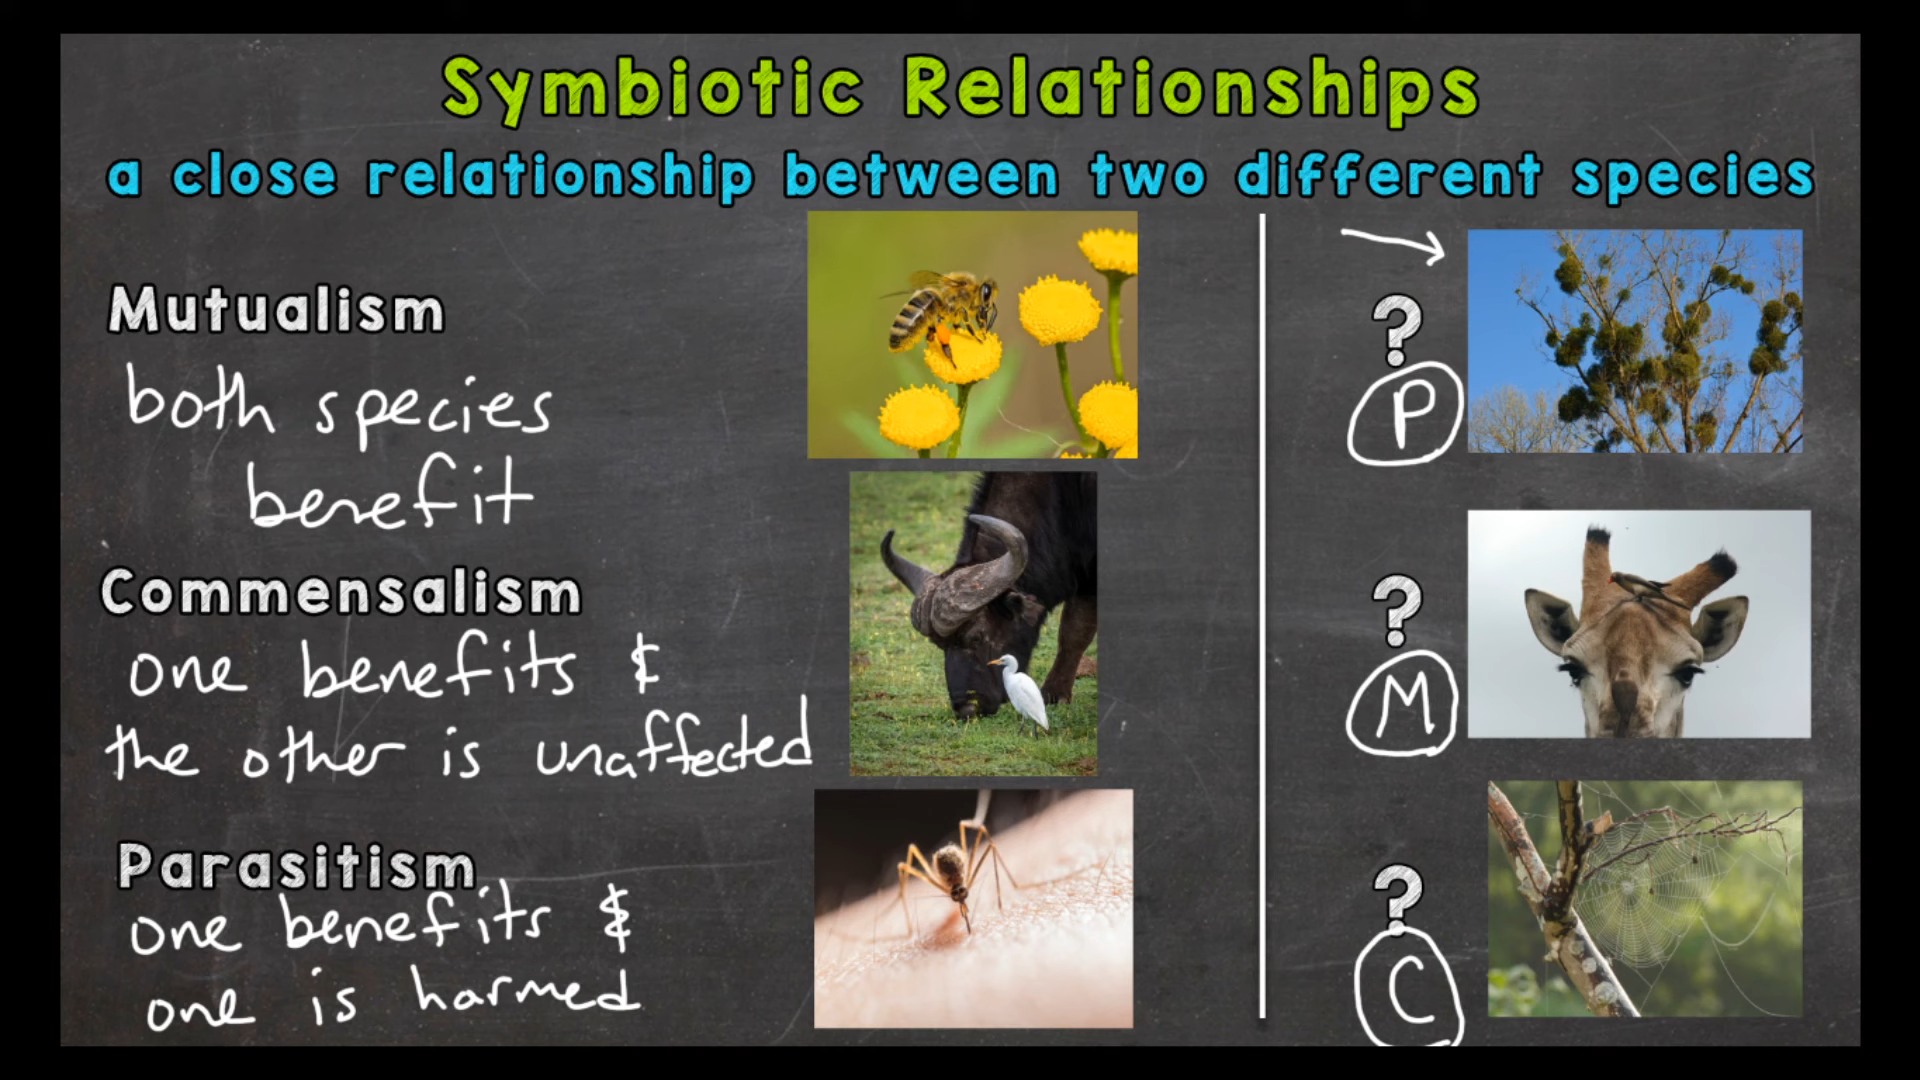 Symbiotic Relationships
a close relationship between two different species
Mutualism
both species
benefit
Commensalism
one benefits &
the other is unaffected
Parasitism
one benefits &
one is harmed
?
P
?
M
?
C